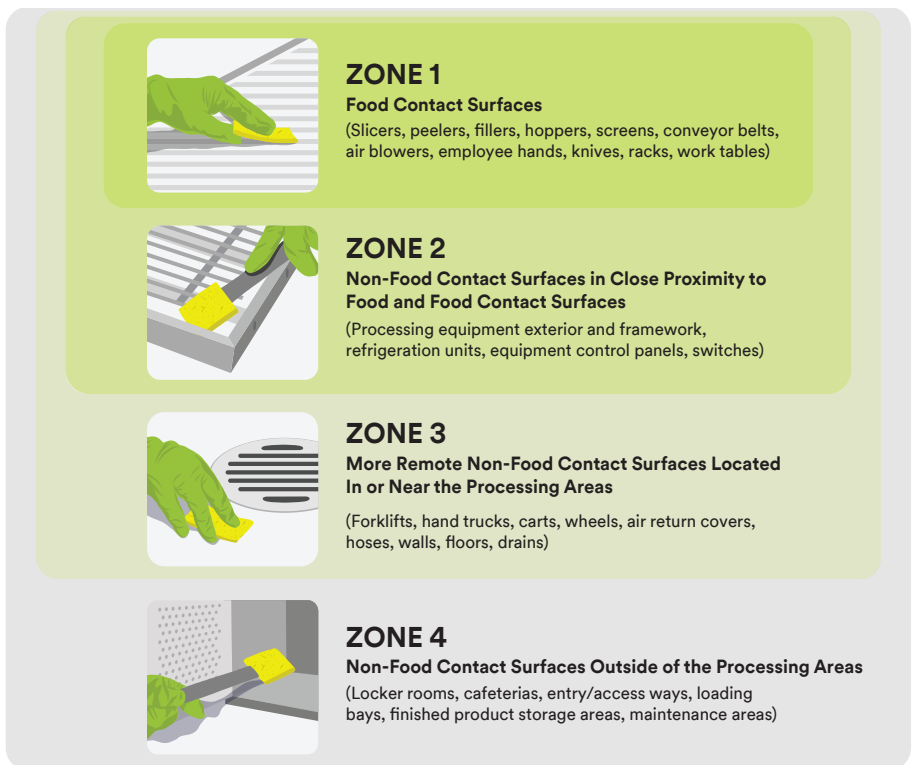 ZONE 1
Food Contact Surfaces
(Slicers, peelers, fillers, hoppers, screens, conveyor belts,
air blowers, employee hands, knives, racks, work tables)
ZONE 2
Non-Food Contact Surfaces in Close Proximity to
Food and Food Contact Surfaces
(Processing equipment exterior and framework,
refrigeration units, equipment control panels, switches)
ZONE 3
More Remote Non-Food Contact Surfaces Located
In or Near the Processing Areas
(Forklifts, hand trucks, carts, wheels, air return covers,
hoses, walls, floors, drains)
ZONE 4
Non-Food Contact Surfaces Outside of the Processing Areas
(Locker rooms, cafeterias, entry/access ways, loading
bays, finished product storage areas, maintenance areas)